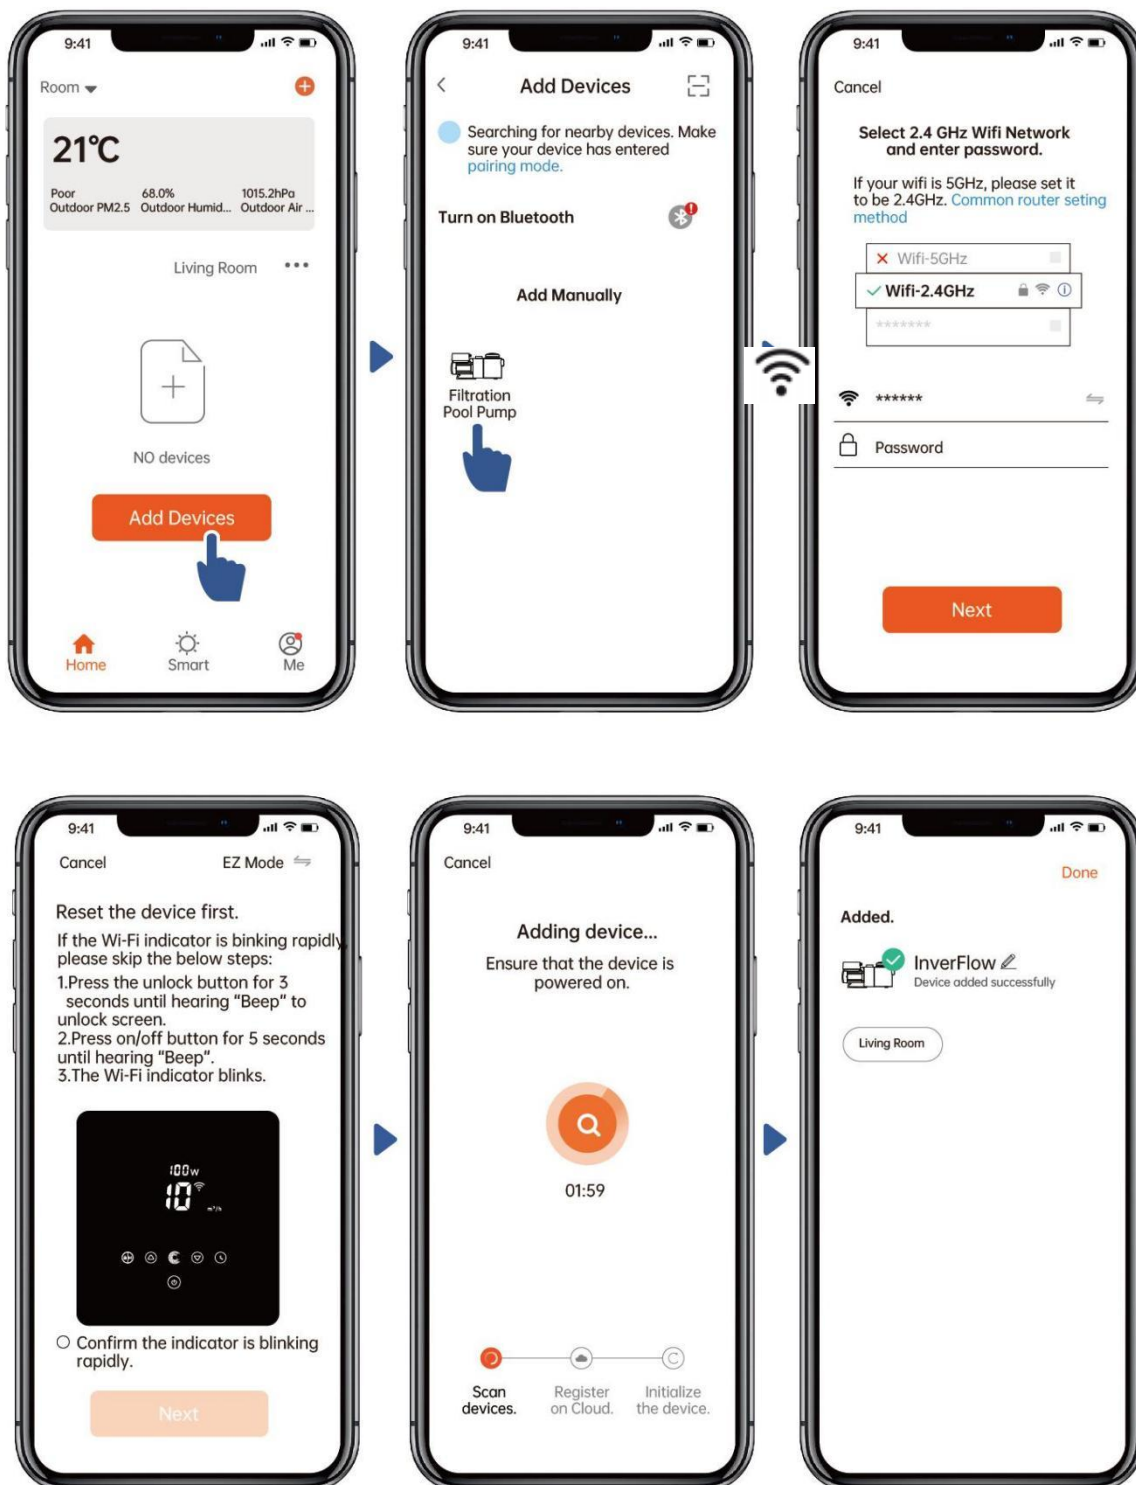 9:41
Room
21℃
Poor 68.0% 1015.2hPa
Outdoor PM2.5 Outdoor Humid... Outdoor Air ...
Living Room
NO devices
Add Devices
Home Smart Me
9:41
Add Devices
Searching for nearby devices. Make
sure your device has entered
pairing mode.
Turn on Bluetooth
Add Manually
Filtration
Pool Pump
9:41
Cancel
Select 2.4 GHz Wifi Network
and enter password.
If your wifi is 5GHz, please set it
to be 2.4GHz. Common router seting
method
Wifi-5GHz
Wifi-2.4GHz
*******
******
Password
Next
9:41
Cancel EZ Mode
Reset the device first.
If the Wi-Fi indicator is binking rapidly,
please skip the below steps:
1.Press the unlock button for 3
seconds until hearing "Beep" to
unlock screen.
2.Press on/off button for 5 seconds
until hearing "Beep".
3.The Wi-Fi indicator blinks.
100w
10
m³/h
Confirm the indicator is blinking
rapidly.
Next
9:41
Cancel
Adding device...
Ensure that the device is
powered on.
01:59
Scan Register Initialize
devices. on Cloud. the device.
9:41
Done
Added.
InverFlow
Device added successfully
Living Room